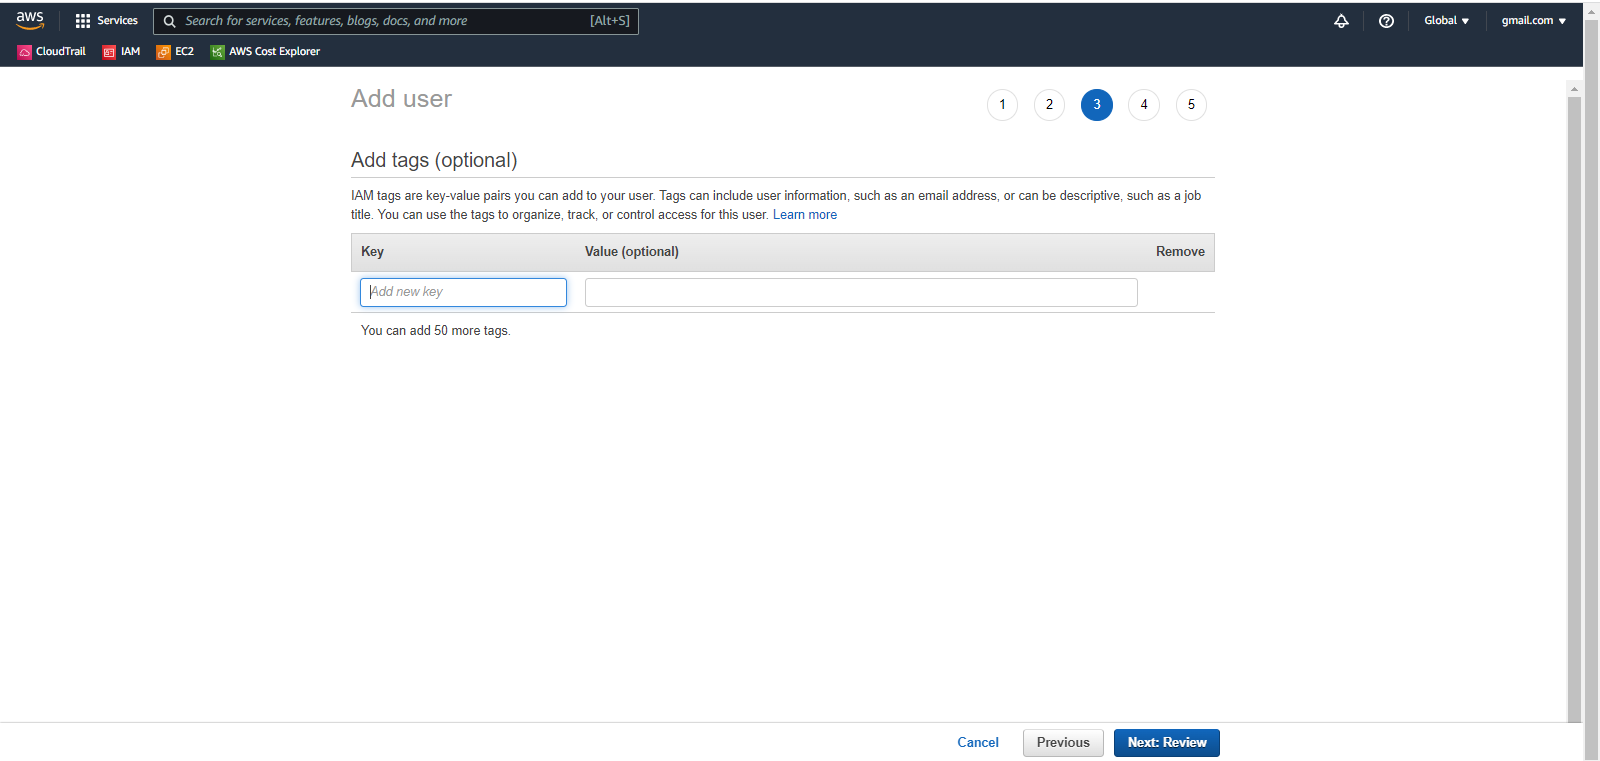 aws Services Search for services, features, blogs, docs, and more [Alt+S] Global gmail.com
CloudTrail IAM EC2 AWS Cost Explorer
Add user 1 2 3 4 5
Add tags (optional)
IAM tags are key-value pairs you can add to your user. Tags can include user information, such as an email address, or can be descriptive, such as a job
title. You can use the tags to organize, track, or control access for this user. Learn more
Key Value (optional) Remove
Add new key
You can add 50 more tags.
Cancel Previous Next: Review